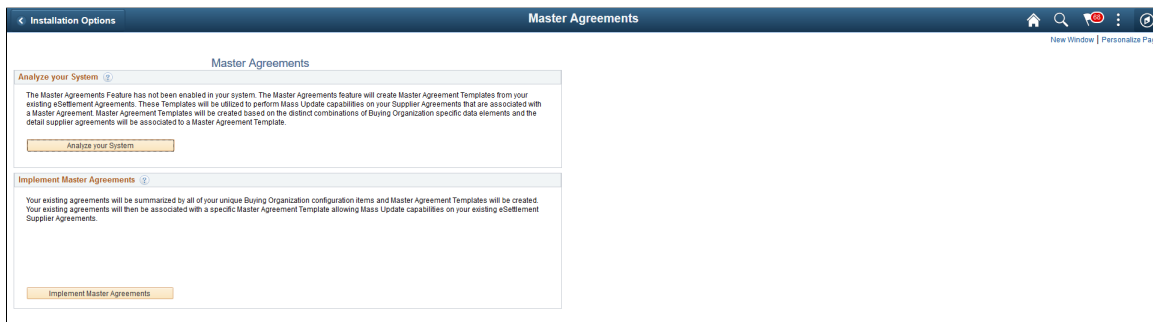 Installation Options
Master Agreements
68
New Window | Personalize Pa
Master Agreements
Analyze your System
The Master Agreements Feature has not been enabled in your system. The Master Agreements feature will create Master Agreement Templates from your
existing eSettlement Agreements. These Templates will be utilized to perform Mass Update capabilities on your Supplier Agreements that are associated with
a Master Agreement. Master Agreement Templates will be created based on the distinct combinations of Buying Organization specific data elements and the
detail supplier agreements will be associated to a Master Agreement Template.
Analyze your System
Implement Master Agreements
Your existing agreements will be summarized by all of your unique Buying Organization configuration items and Master Agreement Templates will be created.
Your existing agreements will then be associated with a specific Master Agreement Template allowing Mass Update capabilities on your existing eSettlement
Supplier Agreements.
Implement Master Agreements